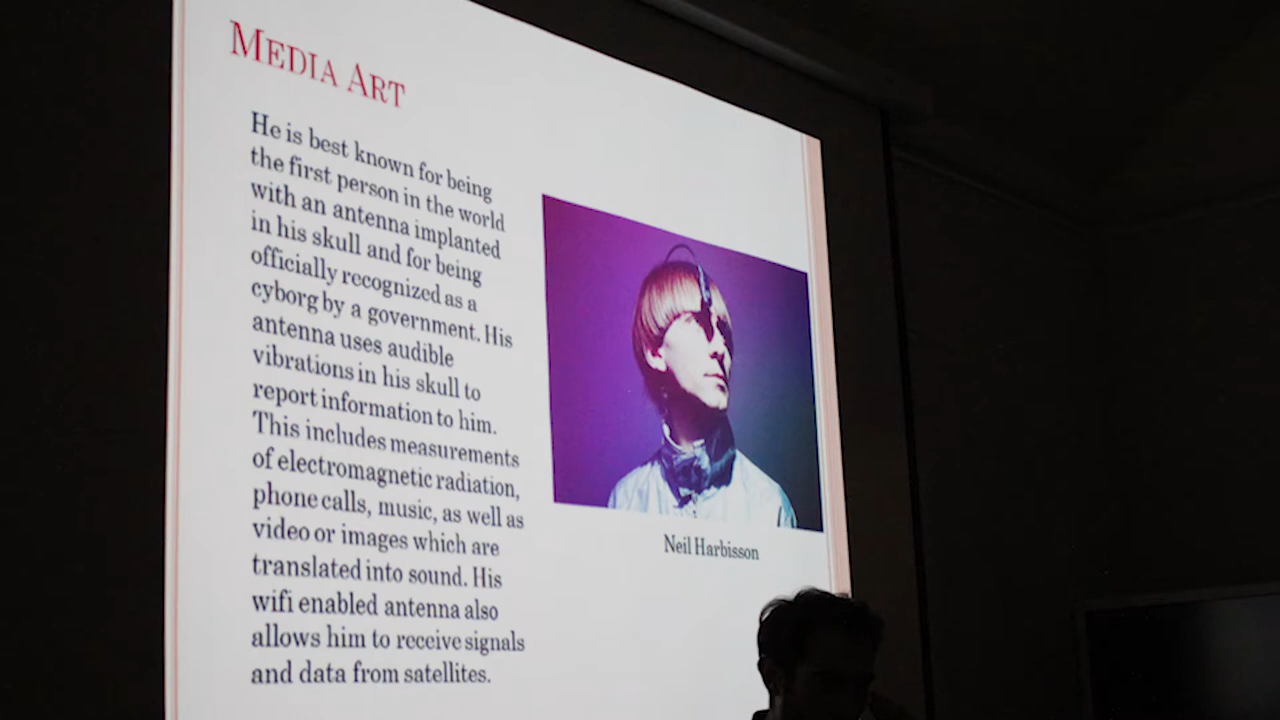 MEDIA ART
He is best known for being
the first person in the world
with an antenna implanted
in his skull and for being
officially recognized as a
cyborg by a government. His
antenna uses audible
vibrations in his skull to
report information to him.
This includes measurements
of electromagnetic radiation,
phone calls, music, as well as
video or images which are
translated into sound. His
wifi enabled antenna also
allows him to receive signals
and data from satellites.
Neil Harbisson